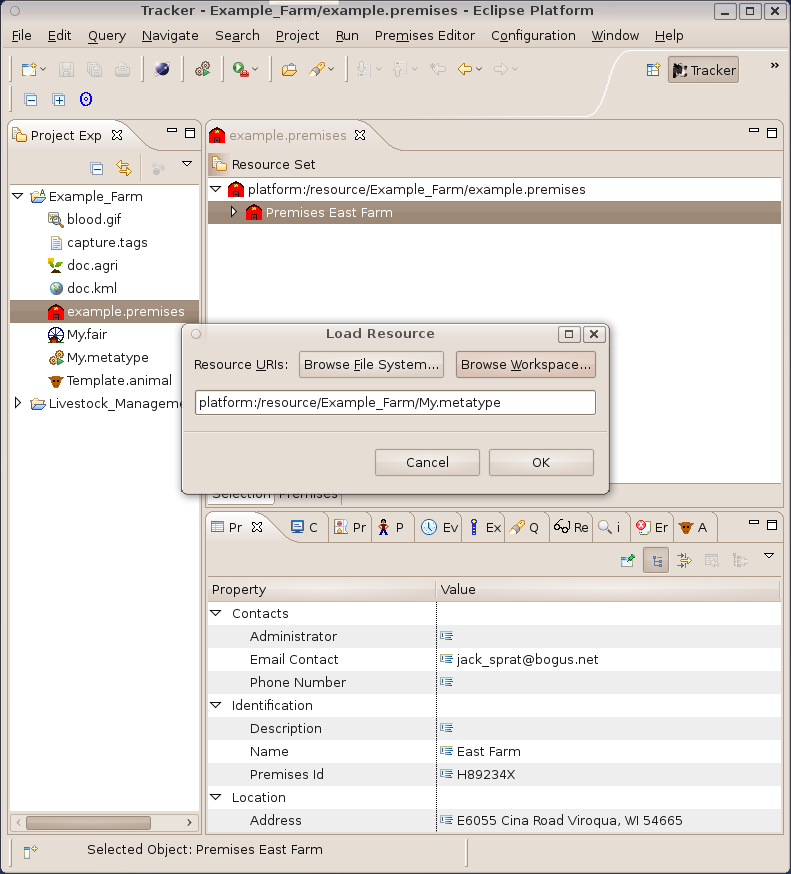 Tracker - Example_Farm/example.premises - Eclipse Platform
File Edit Query Navigate Search Project Run Premises Editor Configuration Window Help
Tracker
Project Exp
example.premises
Resource Set
Example_Farm
blood.gif
capture.tags
doc.agri
doc.kml
example.premises
My.fair
My.metatype
Template.animal
Livestock_Manageme
platform:/resource/Example_Farm/example.premises
Premises East Farm
Load Resource
Resource URIs: Browse File System... Browse Workspace...
platform:/resource/Example_Farm/My.metatype
Cancel OK
Selection Premises
Pr C Pr P Ev Ex Q Re i Er A
Property Value
Contacts
Administrator
Email Contact jack_sprat@bogus.net
Phone Number
Identification
Description
Name East Farm
Premises Id H89234X
Location
Address E6055 Cina Road Viroqua, WI 54665
Selected Object: Premises East Farm